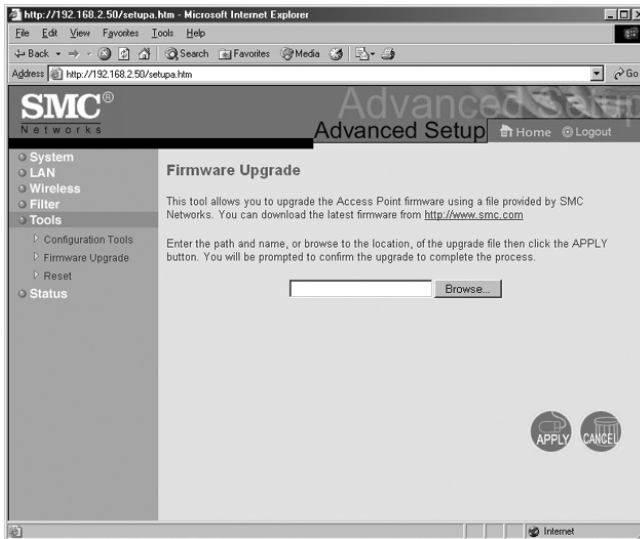 http://192.168.2.50/setupa.htm - Microsoft Internet Explorer
File Edit View Favorites Tools Help
Back Search Favorites Media
Address http://192.168.2.50/setupa.htm Go
SMC®
Networks
Advanced Setup
Advanced Setup
Home Logout
System
LAN
Wireless
Filter
Tools
Configuration Tools
Firmware Upgrade
Reset
Status
Firmware Upgrade
This tool allows you to upgrade the Access Point firmware using a file provided by SMC
Networks. You can download the latest firmware from http://www.smc.com
Enter the path and name, or browse to the location, of the upgrade file then click the APPLY
button. You will be prompted to confirm the upgrade to complete the process.
Browse...
APPLY CANCEL
Internet